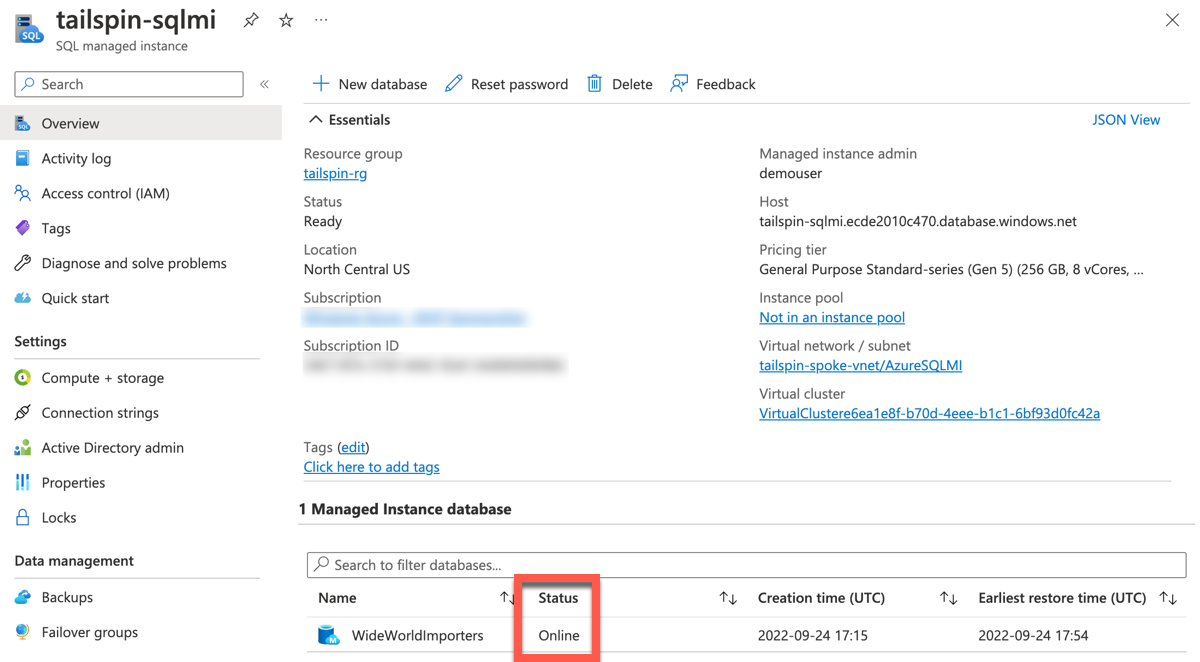 tailspin-sqlmi
SQL managed instance
Search
Overview
Activity log
Access control (IAM)
Tags
Diagnose and solve problems
Quick start
Settings
Compute + storage
Connection strings
Active Directory admin
Properties
Locks
Data management
Backups
Failover groups
New database Reset password Delete Feedback
Essentials JSON View
Resource group
tailspin-rg
Status
Ready
Location
North Central US
Subscription
Subscription ID
Managed instance admin
demouser
Host
tailspin-sqlmi.ecde2010c470.database.windows.net
Pricing tier
General Purpose Standard-series (Gen 5) (256 GB, 8 vCores, ...
Instance pool
Not in an instance pool
Virtual network / subnet
tailspin-spoke-vnet/AzureSQLMI
Virtual cluster
VirtualClustere6ea1e8f-b70d-4eee-b1c1-6bf93d0fc42a
Tags (edit)
Click here to add tags
1 Managed Instance database
Search to filter databases...
Name Status Creation time (UTC) Earliest restore time (UTC)
WideWorldImporters Online 2022-09-24 17:15 2022-09-24 17:54